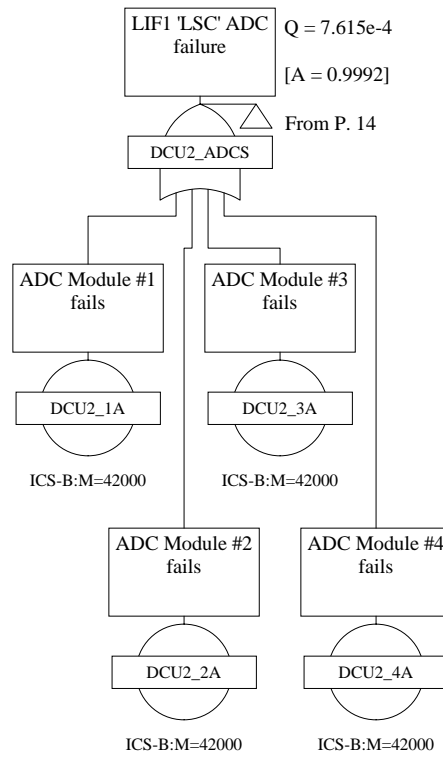 LIF1 'LSC' ADC
failure
Q = 7.615e-4
[A = 0.9992]
From P. 14
DCU2_ADCS
ADC Module #1
fails
ADC Module #3
fails
DCU2_1A
DCU2_3A
ICS-B:M=42000
ICS-B:M=42000
ADC Module #2
fails
ADC Module #4
fails
DCU2_2A
DCU2_4A
ICS-B:M=42000
ICS-B:M=42000